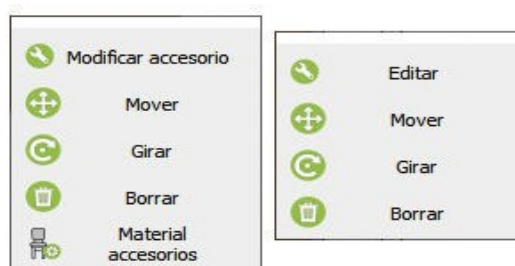 Modificar accesorio
Mover
Girar
Borrar
Material
accesorios
Editar
Mover
Girar
Borrar